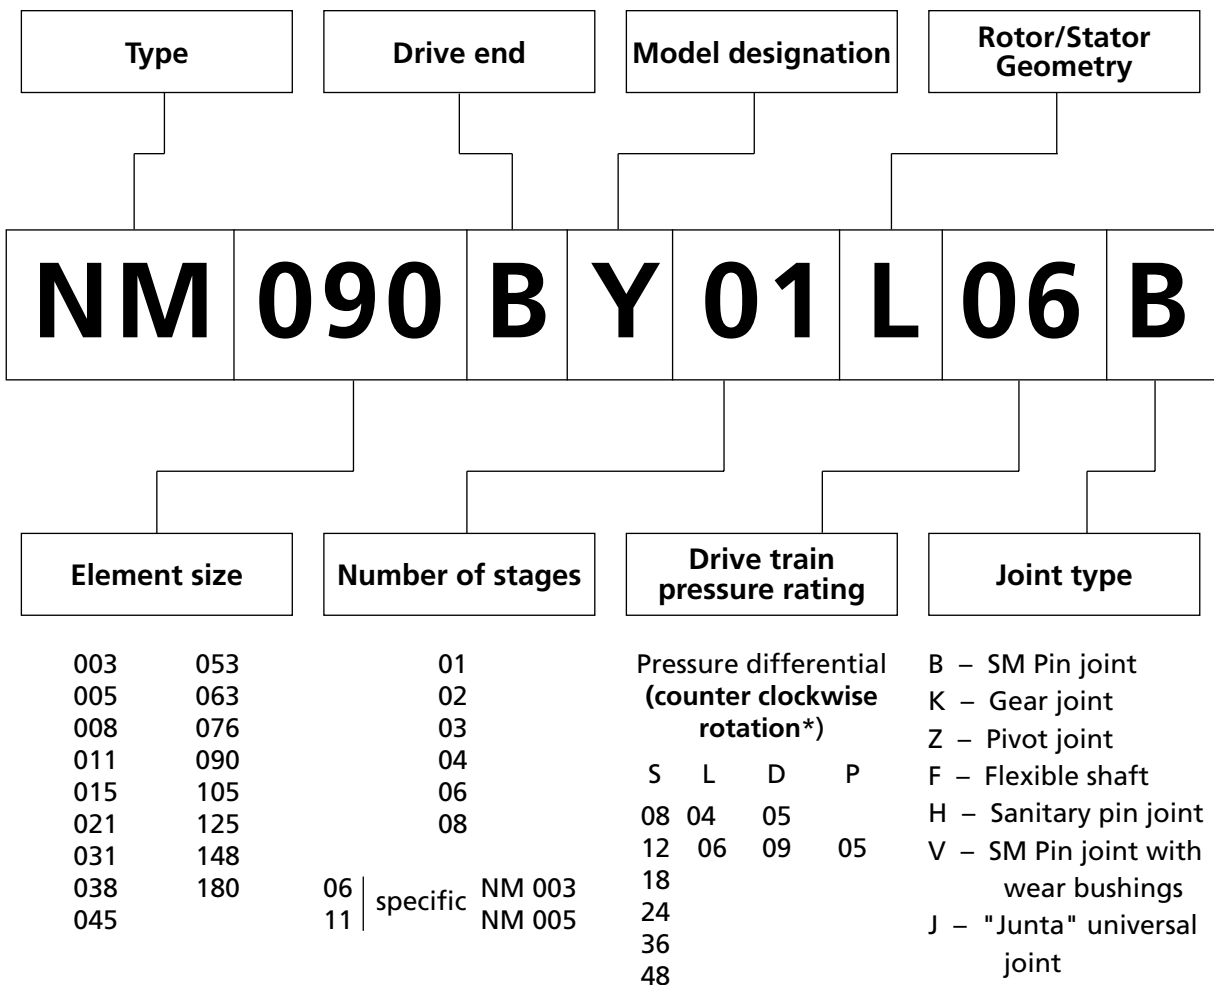 Type
Drive end
Model designation
Rotor/Stator
Geometry
NM 090 B Y 01 L 06 B
Element size
Number of stages
Drive train
pressure rating
Joint type
003 053
005 063
008 076
011 090
015 105
021 125
031 148
038 180
045
01
02
03
04
06
08
06 specific NM 003
11 NM 005
Pressure differential
(counter clockwise
rotation*)
S L D P
08 04 05
12 06 09 05
18
24
36
48
B – SM Pin joint
K – Gear joint
Z – Pivot joint
F – Flexible shaft
H – Sanitary pin joint
V – SM Pin joint with
wear bushings
J – "Junta" universal
joint